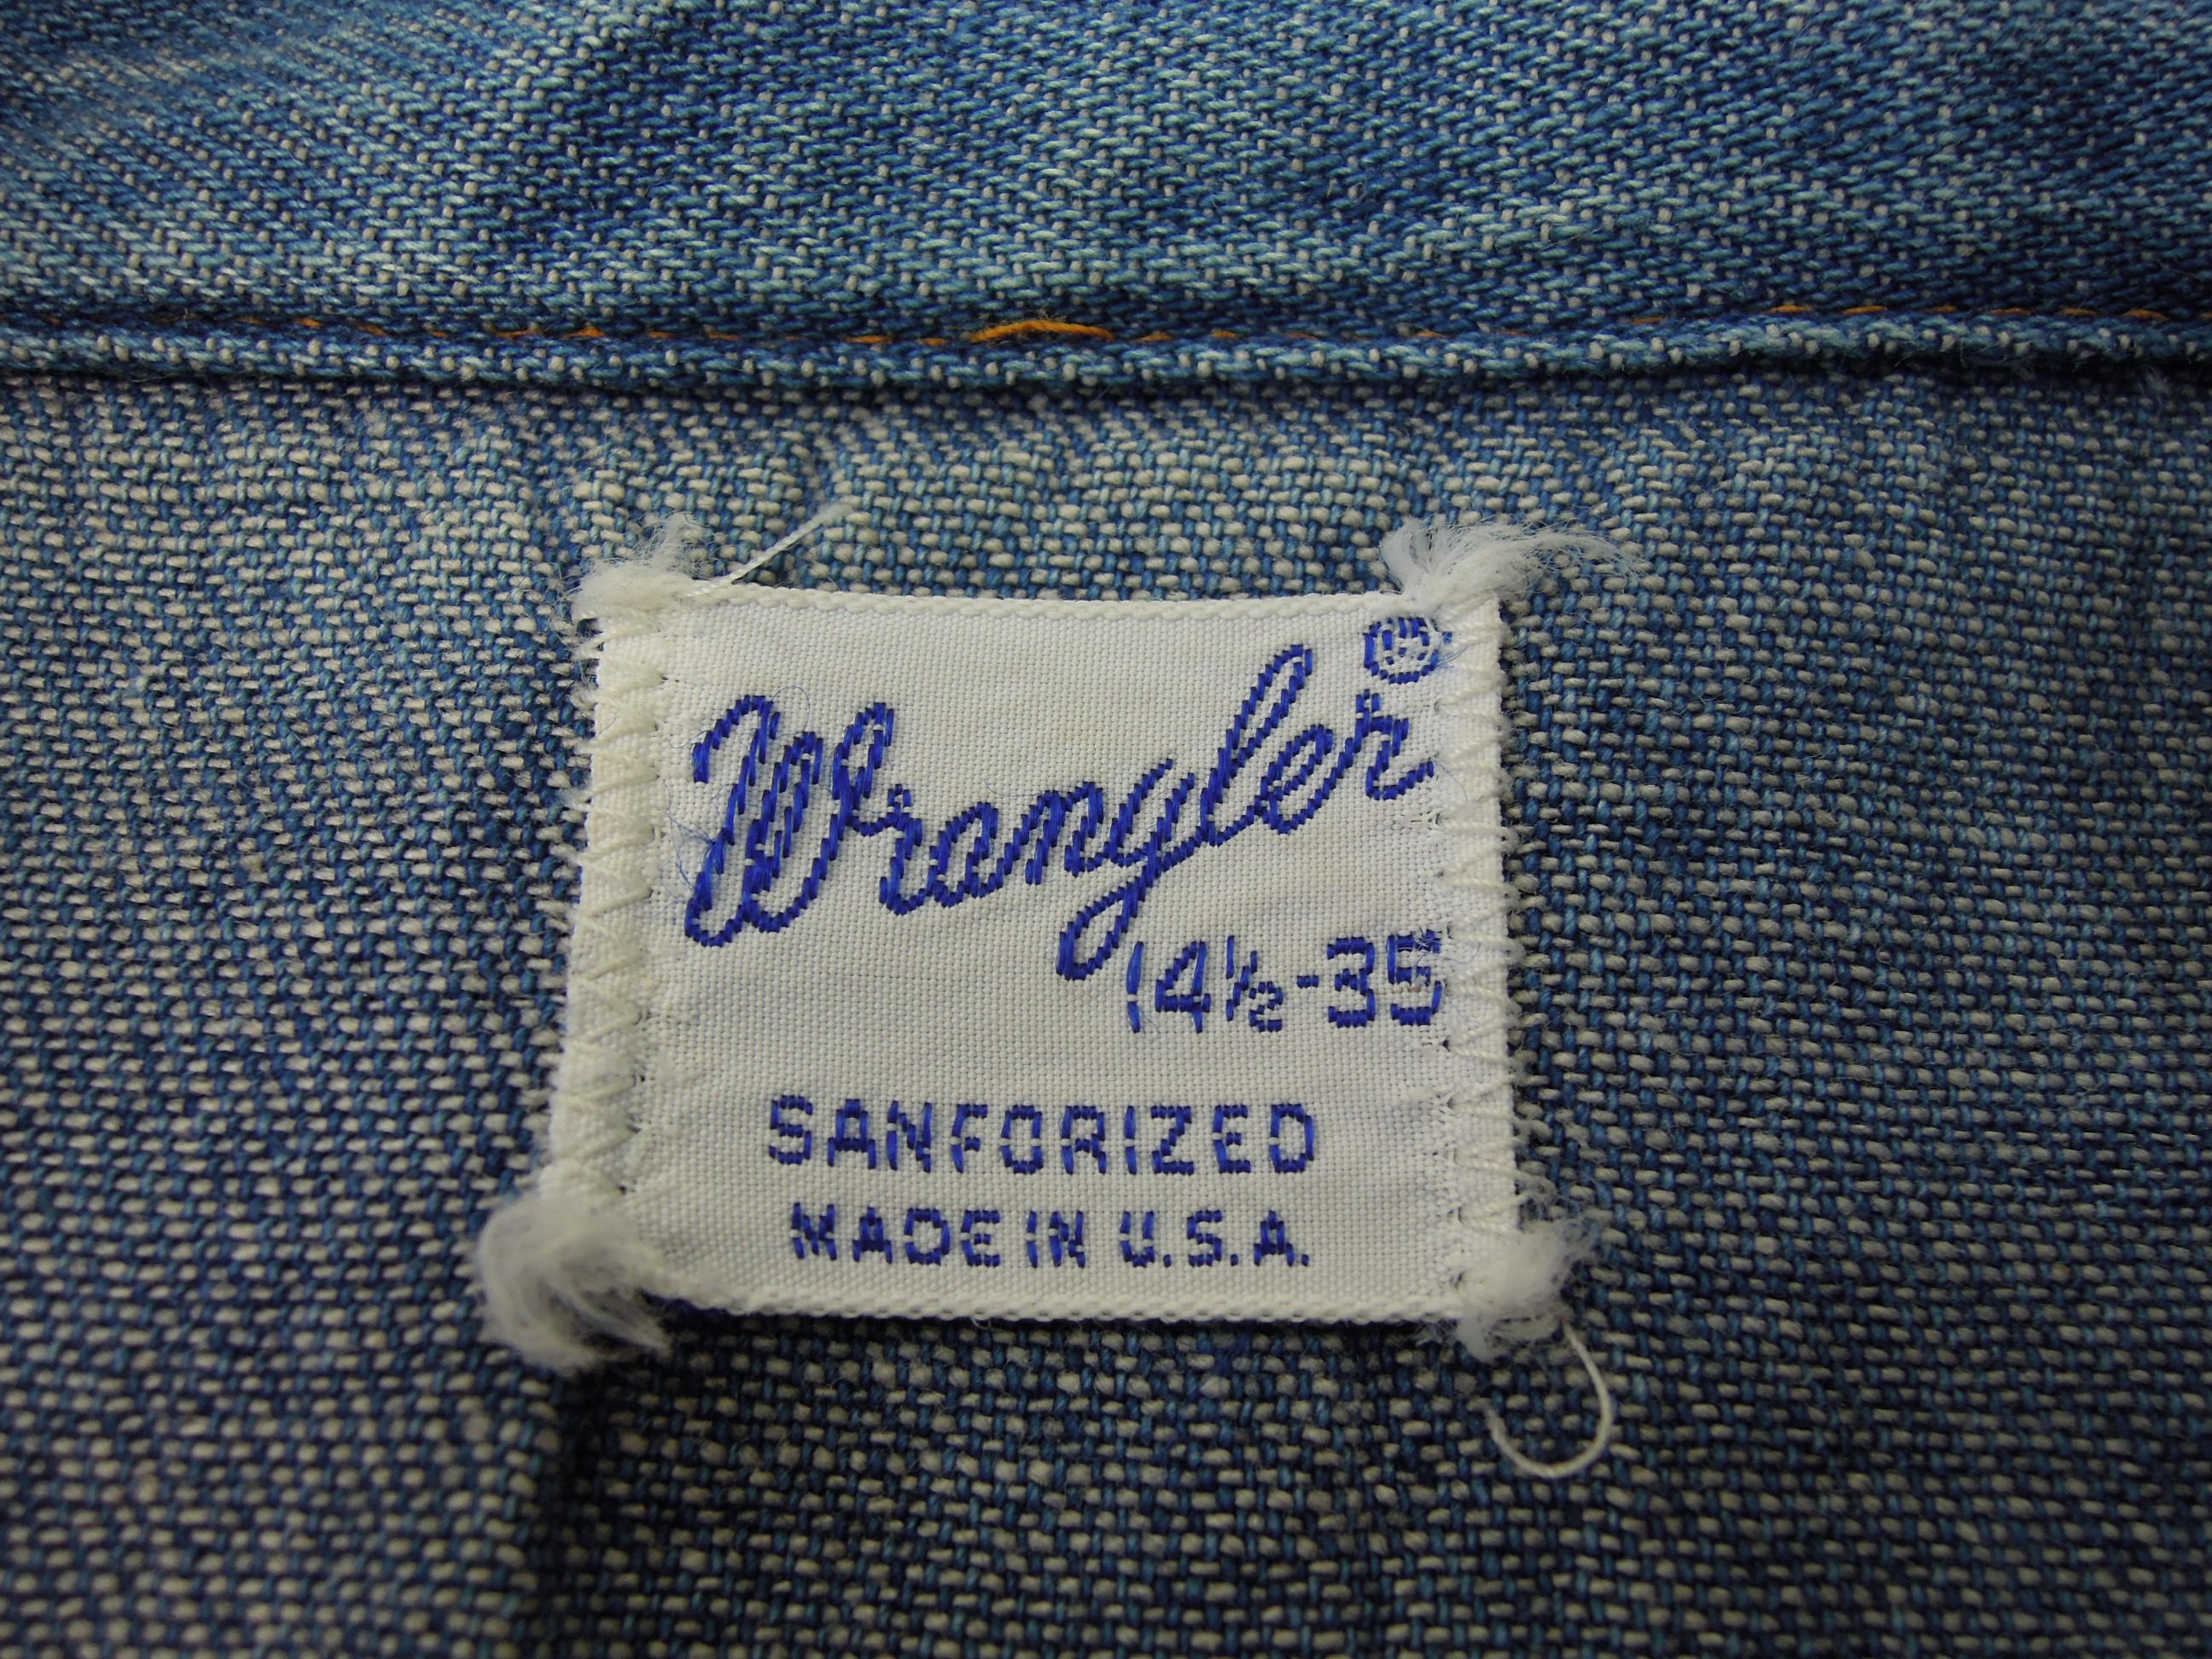 Wrangler®
14½-35
SANFORIZED
MADE IN U.S.A.